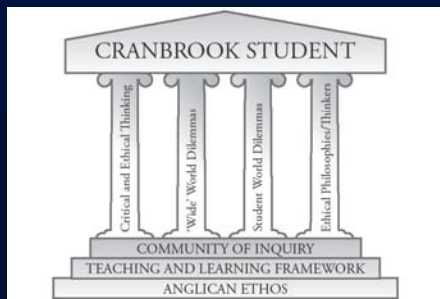 CRANBROOK STUDENT
Critical and Ethical Thinking
'Wide' World Dilemmas
Student World Dilemmas
Ethical Philosophies/Thinkers
COMMUNITY OF INQUIRY
TEACHING AND LEARNING FRAMEWORK
ANGLICAN ETHOS